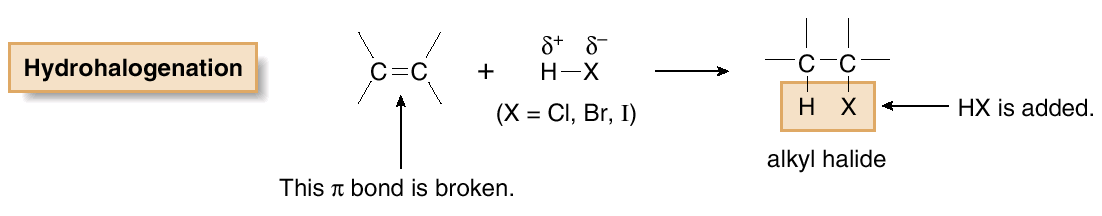 Hydrohalogenation
C=C + H—X
δ+ δ−
(X = Cl, Br, I)
This π bond is broken.
C—C
H X
HX is added.
alkyl halide